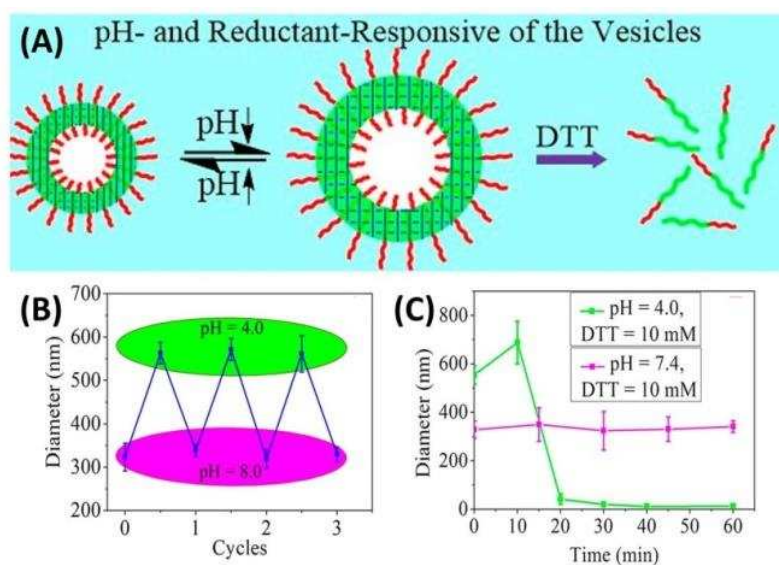 (A)
pH- and Reductant-Responsive of the Vesicles
pH↓
pH↑
DTT
(B)
700
600
500
400
300
200
Diameter (nm)
pH = 4.0
pH = 8.0
0 1 2 3
Cycles
(C)
800
600
400
200
0
Diameter (nm)
pH = 4.0,
DTT = 10 mM
pH = 7.4,
DTT = 10 mM
0 10 20 30 40 50 60
Time (min)